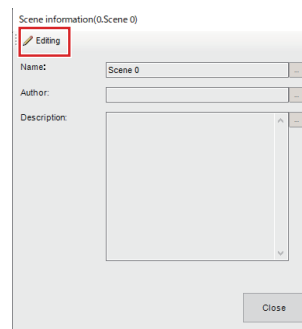 Scene information(0.Scene 0)
Editing
Name:
Scene 0
...
Author:
...
Description:
...
Close